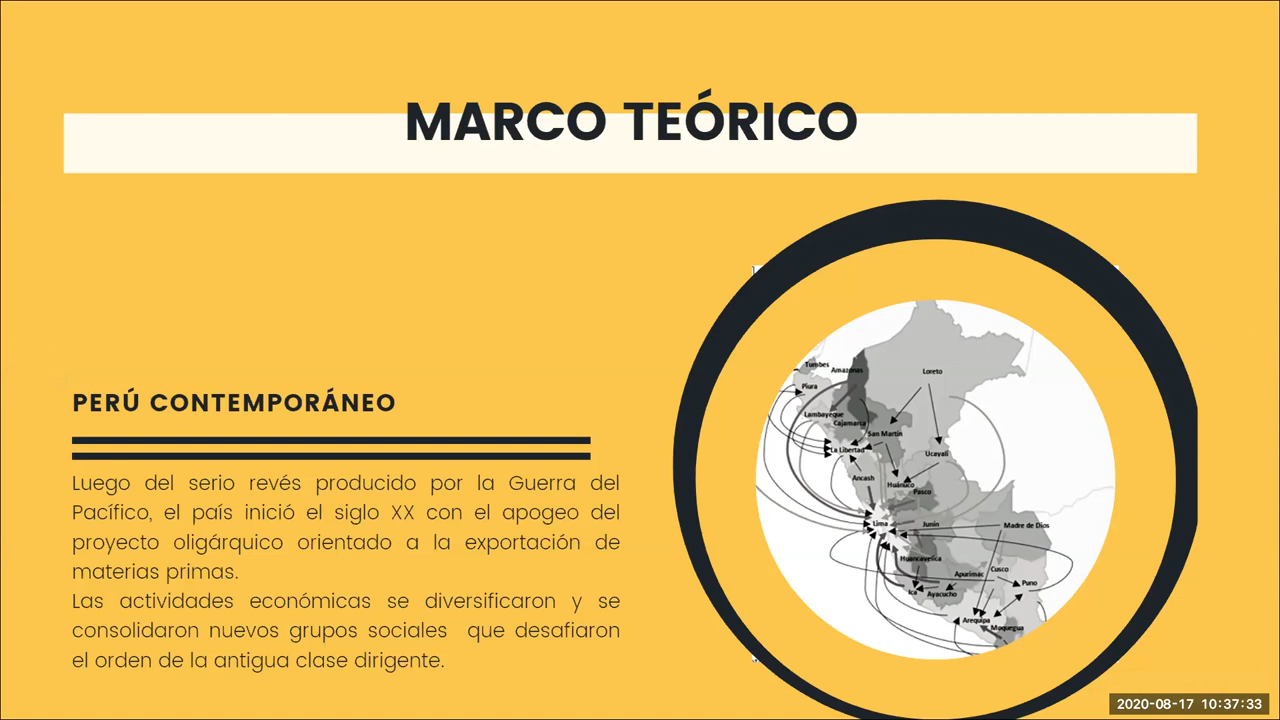 MARCO TEÓRICO
PERÚ CONTEMPORÁNEO
Luego del serio revés producido por la Guerra del
Pacífico, el país inició el siglo XX con el apogeo del
proyecto oligárquico orientado a la exportación de
materias primas.
Las actividades económicas se diversificaron y se
consolidaron nuevos grupos sociales que desafiaron
el orden de la antigua clase dirigente.
Tumbes
Amazonas
Loreto
Piura
Lambayeque
Cajamarca
San Martín
La Libertad
Ucayali
Ancash
Huánuco
Pasco
Lima
Junín
Madre de Dios
Huancavelica
Cusco
Apurimac
Puno
Ica
Ayacucho
Arequipa
Moquegua
2020-08-17 10:37:33